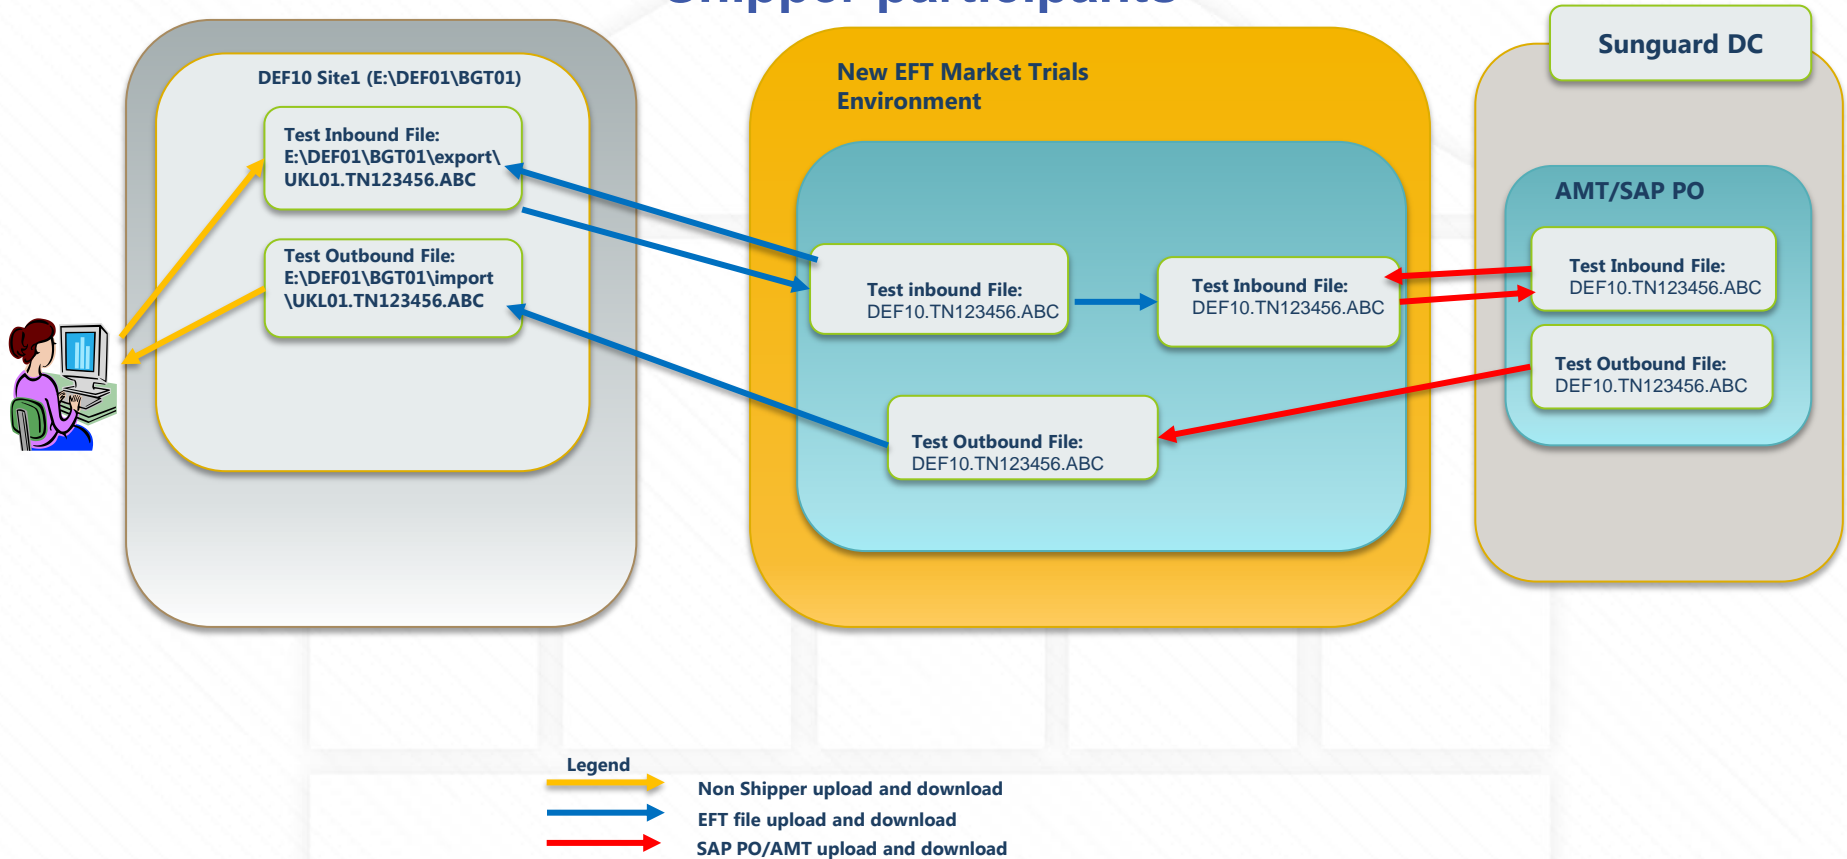 Shipper participants
Sunguard DC
DEF10 Site1 (E:\DEF01\BGT01)
Test Inbound File:
E:\DEF01\BGT01\export\
UKL01.TN123456.ABC
Test Outbound File:
E:\DEF01\BGT01\import
\UKL01.TN123456.ABC
New EFT Market Trials
Environment
Test inbound File:
DEF10.TN123456.ABC
Test Inbound File:
DEF10.TN123456.ABC
Test Outbound File:
DEF10.TN123456.ABC
AMT/SAP PO
Test Inbound File:
DEF10.TN123456.ABC
Test Outbound File:
DEF10.TN123456.ABC
Legend
Non Shipper upload and download
EFT file upload and download
SAP PO/AMT upload and download